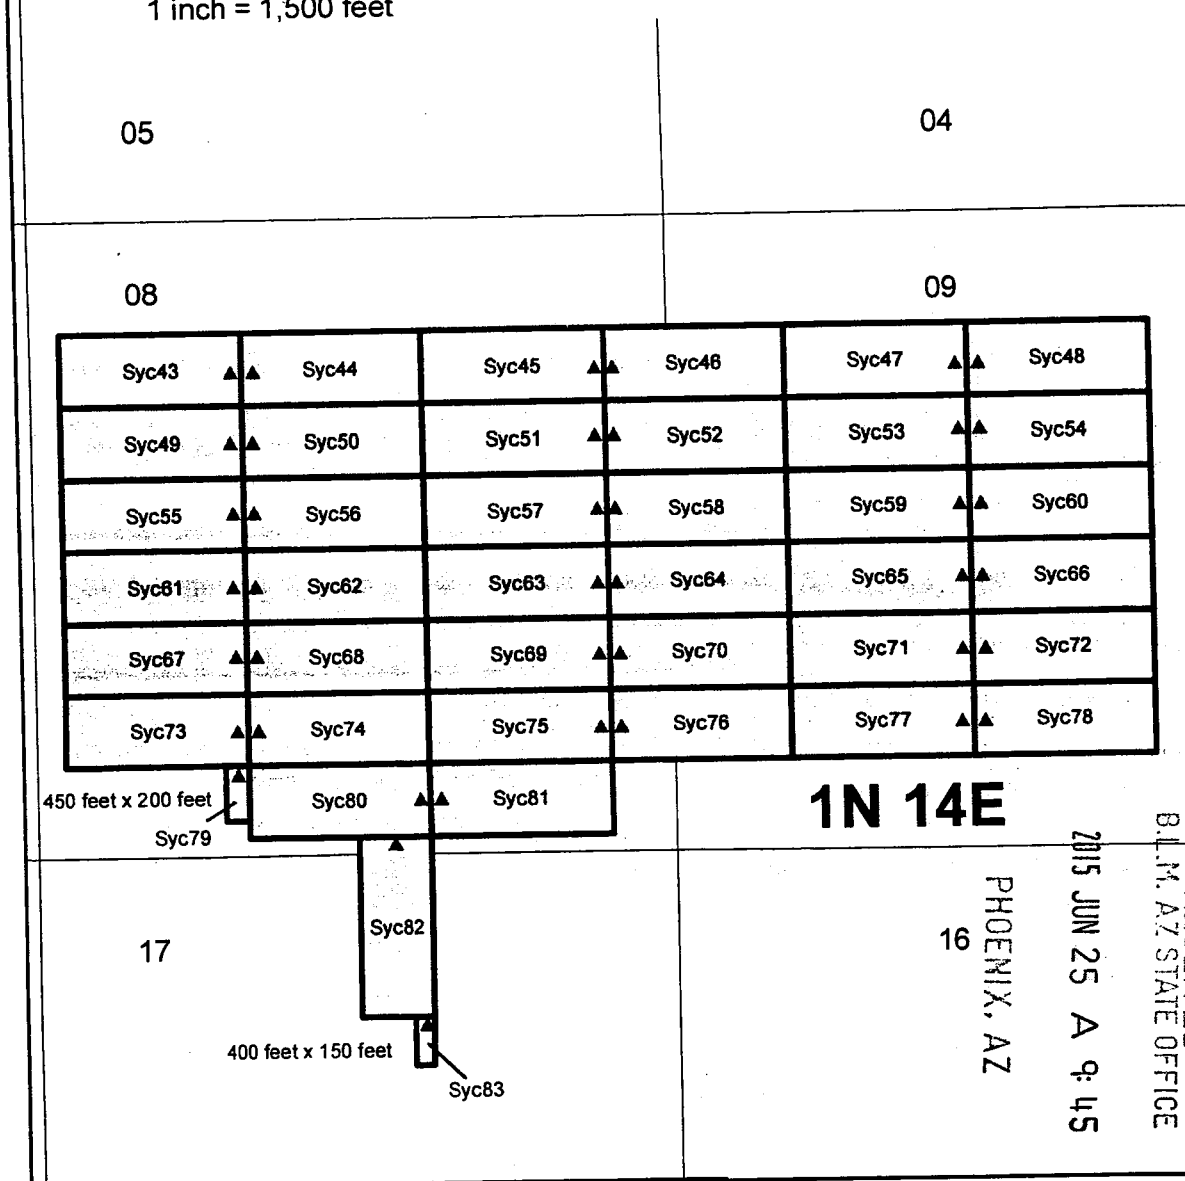 1 inch = 1,500 feet
05
04
08
09
Syc43 Syc44 Syc45 Syc46 Syc47 Syc48
Syc49 Syc50 Syc51 Syc52 Syc53 Syc54
Syc55 Syc56 Syc57 Syc58 Syc59 Syc60
Syc61 Syc62 Syc63 Syc64 Syc65 Syc66
Syc67 Syc68 Syc69 Syc70 Syc71 Syc72
Syc73 Syc74 Syc75 Syc76 Syc77 Syc78
450 feet x 200 feet
Syc79
Syc80 Syc81
1N 14E
Syc82
17
16
400 feet x 150 feet
Syc83
B.L.M. AZ STATE OFFICE
2015 JUN 25 A 9:45
PHOENIX, AZ